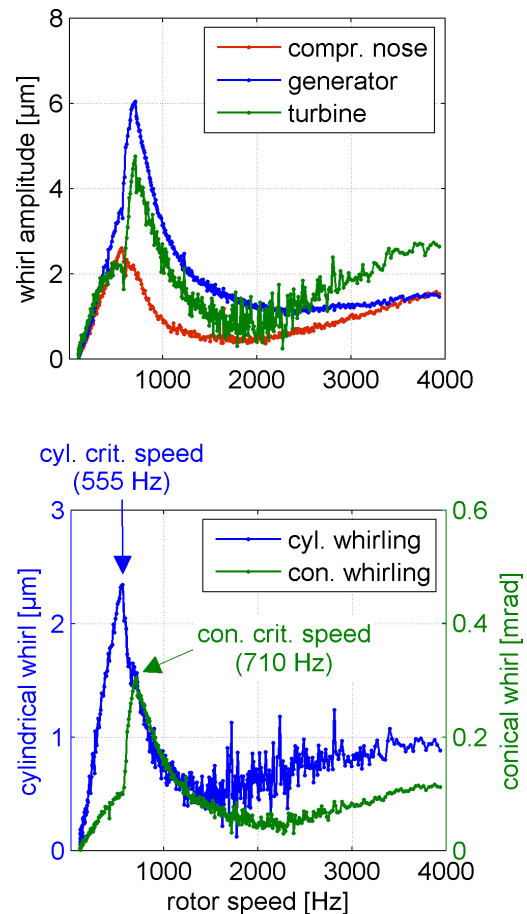 8
6
4
2
0
whirl amplitude [µm]
compr. nose
generator
turbine
1000
2000
3000
4000
cyl. crit. speed
(555 Hz)
3
2
1
0
cylindrical whirl [µm]
cyl. whirling
con. whirling
con. crit. speed
(710 Hz)
0.6
0.4
0.2
0
conical whirl [mrad]
0
1000
2000
3000
4000
rotor speed [Hz]